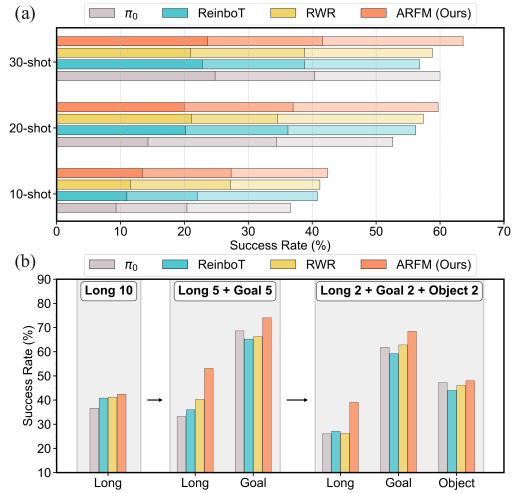 (a)
π₀ ReinboT RWR ARFM (Ours)
30-shot
20-shot
10-shot
0 10 20 30 40 50 60 70
Success Rate (%)
(b)
π₀ ReinboT RWR ARFM (Ours)
90
80
70
60
50
40
30
20
10
Success Rate (%)
Long 10
Long 5 + Goal 5
Long 2 + Goal 2 + Object 2
Long Long Goal Long Goal Object